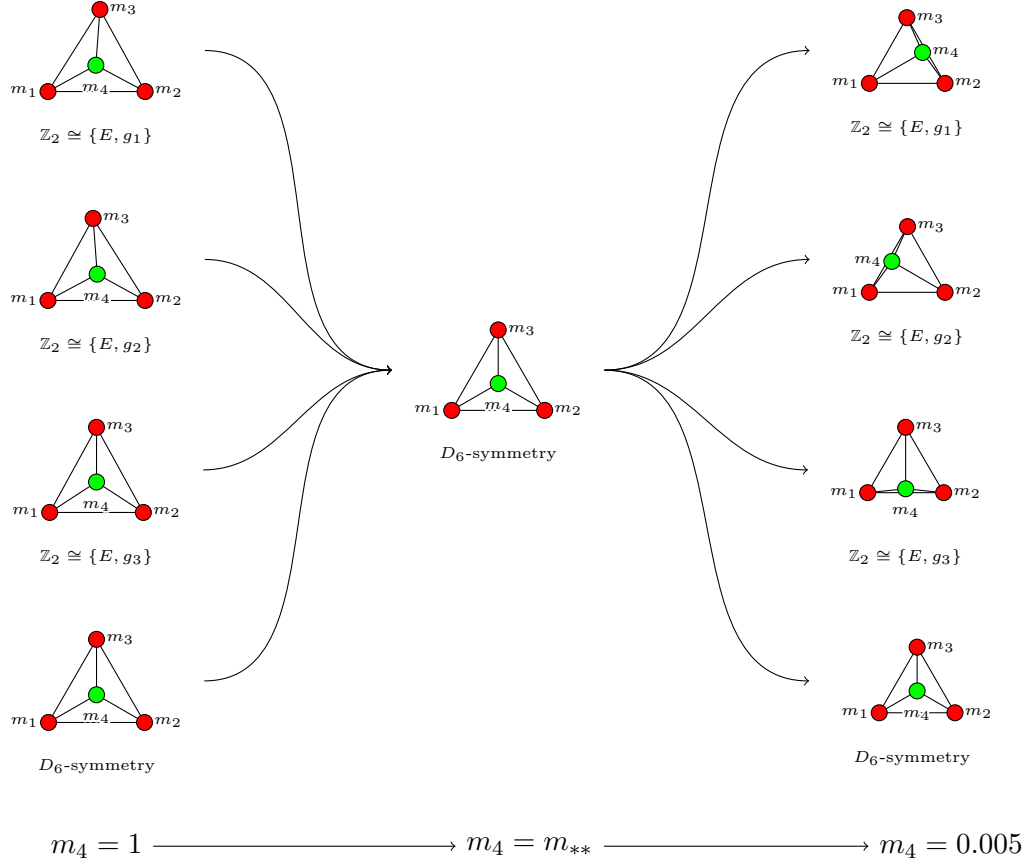 m₃
m₁ m₄ m₂
ℤ₂ ≅ {E, g₁}
m₃
m₁ m₄ m₂
ℤ₂ ≅ {E, g₂}
m₃
m₁ m₄ m₂
ℤ₂ ≅ {E, g₃}
m₃
m₁ m₄ m₂
D₆-symmetry
m₃
m₁ m₄ m₂
D₆-symmetry
m₃
m₄
m₁ m₂
ℤ₂ ≅ {E, g₁}
m₃
m₄
m₁ m₂
ℤ₂ ≅ {E, g₂}
m₃
m₁ m₂
m₄
ℤ₂ ≅ {E, g₃}
m₃
m₁ m₄ m₂
D₆-symmetry
m₄ = 1 m₄ = m_{**} m₄ = 0.005